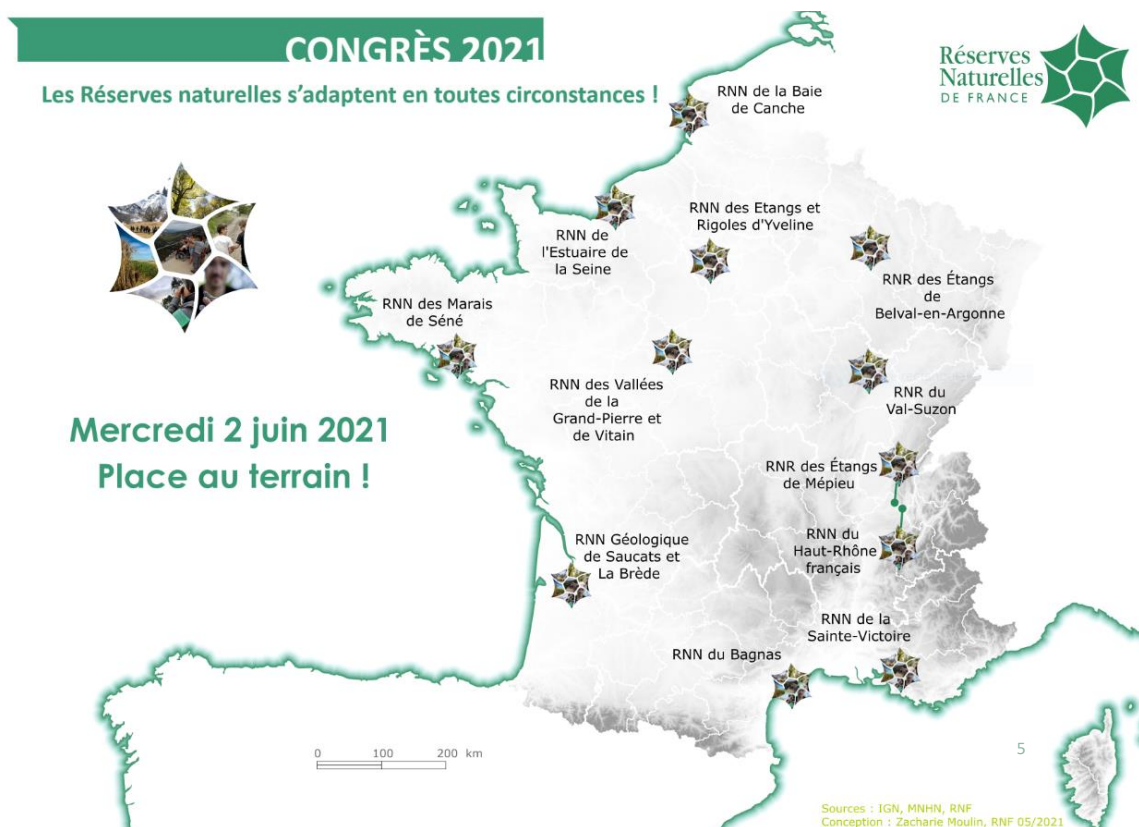 CONGRÈS 2021
Les Réserves naturelles s'adaptent en toutes circonstances !
Réserves
Naturelles
DE FRANCE
RNN de la Baie
de Canche
RNN des Etangs et
Rigoles d'Yveline
RNN de
l'Estuaire de
la Seine
RNR des Étangs
de
Belval-en-Argonne
RNN des Marais
de Séné
RNN des Vallées
de la
Grand-Pierre et
de Vitain
RNR du
Val-Suzon
Mercredi 2 juin 2021
Place au terrain !
RNR des Étangs
de Mépieu
RNN du
Haut-Rhône
français
RNN Géologique
de Saucats et
La Brède
RNN de la
Sainte-Victoire
RNN du Bagnas
0 100 200 km
5
Sources : IGN, MNHN, RNF
Conception : Zacharie Moulin, RNF 05/2021